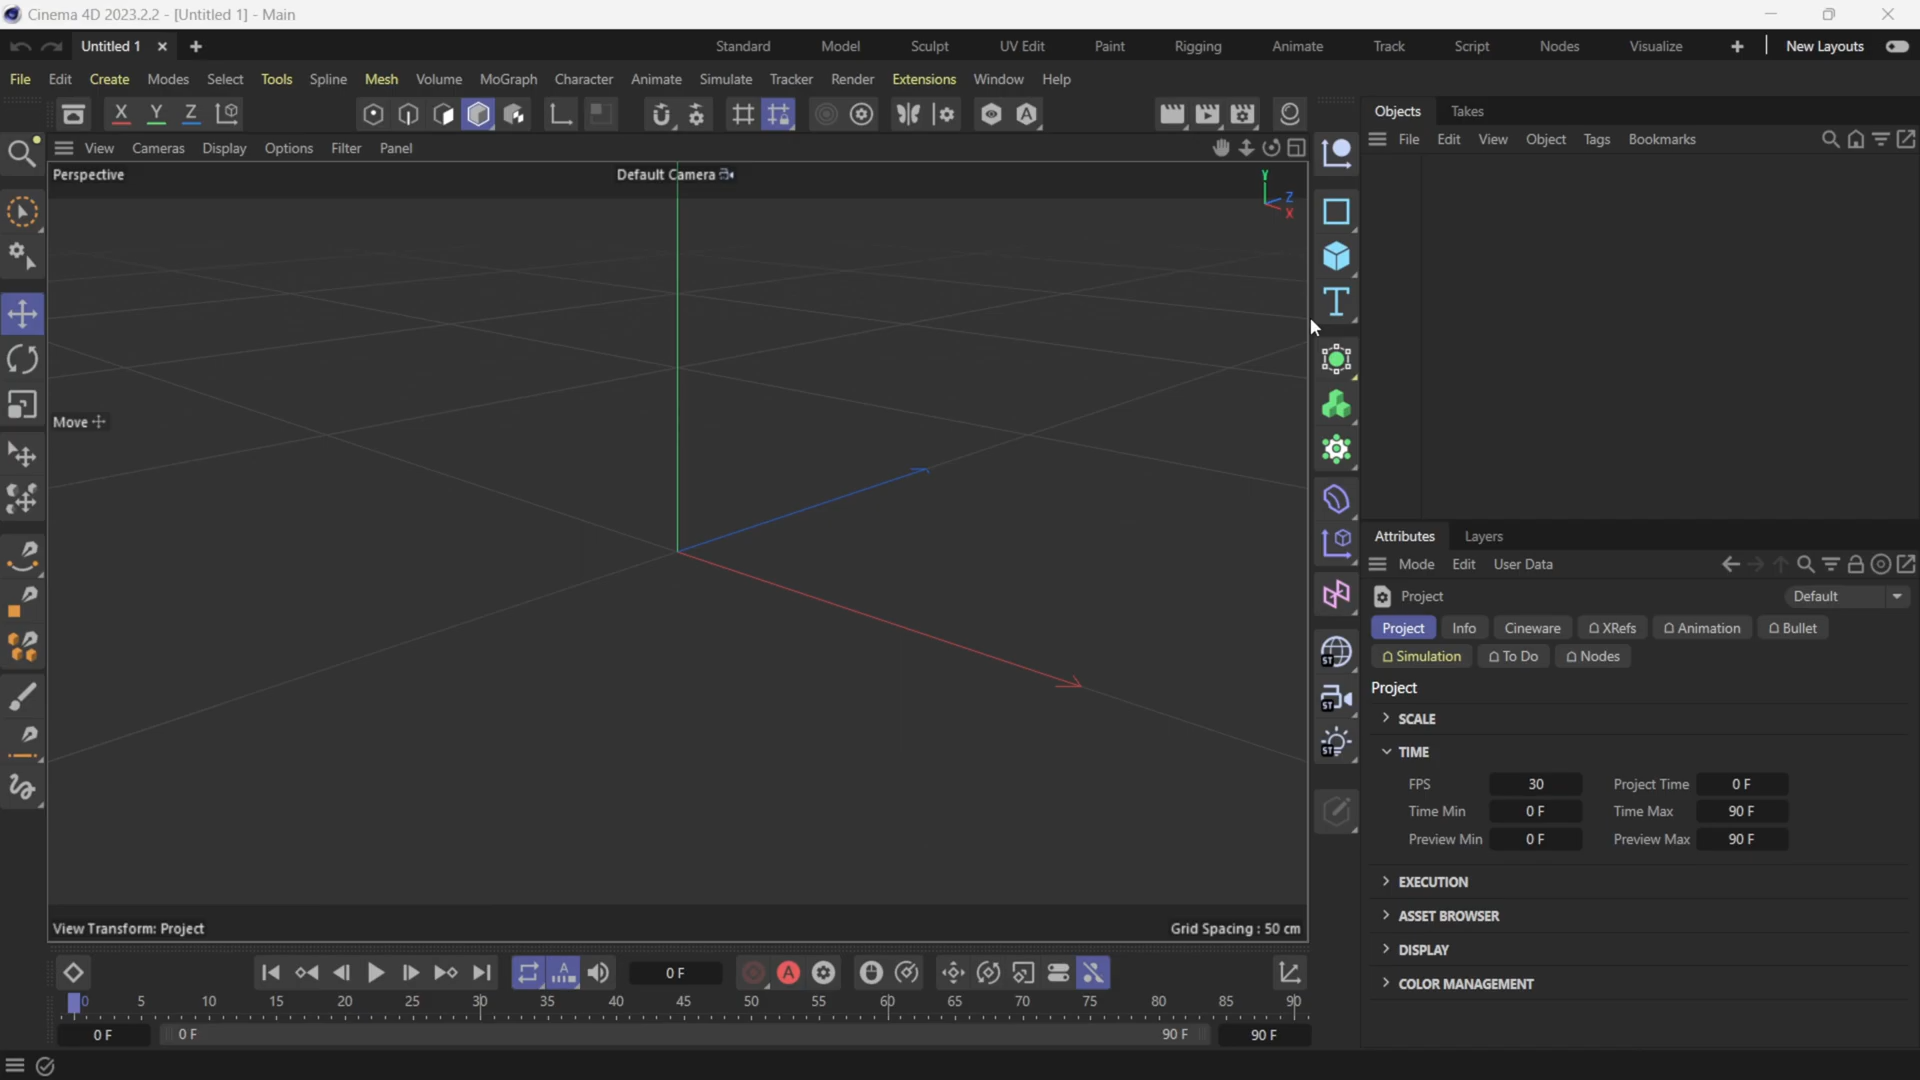 Cinema 4D 2023.2.2 - [Untitled 1] - Main
Untitled 1
Standard Model Sculpt UV Edit Paint Rigging Animate Track Script Nodes Visualize New Layouts
File Edit Create Modes Select Tools Spline Mesh Volume MoGraph Character Animate Simulate Tracker Render Extensions Window Help
X Y Z
Objects Takes
File Edit View Object Tags Bookmarks
View Cameras Display Options Filter Panel
Perspective Default Camera
Y
Z
X
Move
View Transform: Project Grid Spacing : 50 cm
ST
ST
ST
Attributes Layers
Mode Edit User Data
Project Default
Project Info Cineware XRefs Animation Bullet
Simulation To Do Nodes
Project
SCALE
TIME
FPS 30 Project Time 0 F
Time Min 0 F Time Max 90 F
Preview Min 0 F Preview Max 90 F
EXECUTION
ASSET BROWSER
DISPLAY
COLOR MANAGEMENT
A 0 F A
0 5 10 15 20 25 30 35 40 45 50 55 60 65 70 75 80 85 90
0 F 0 F 90 F 90 F